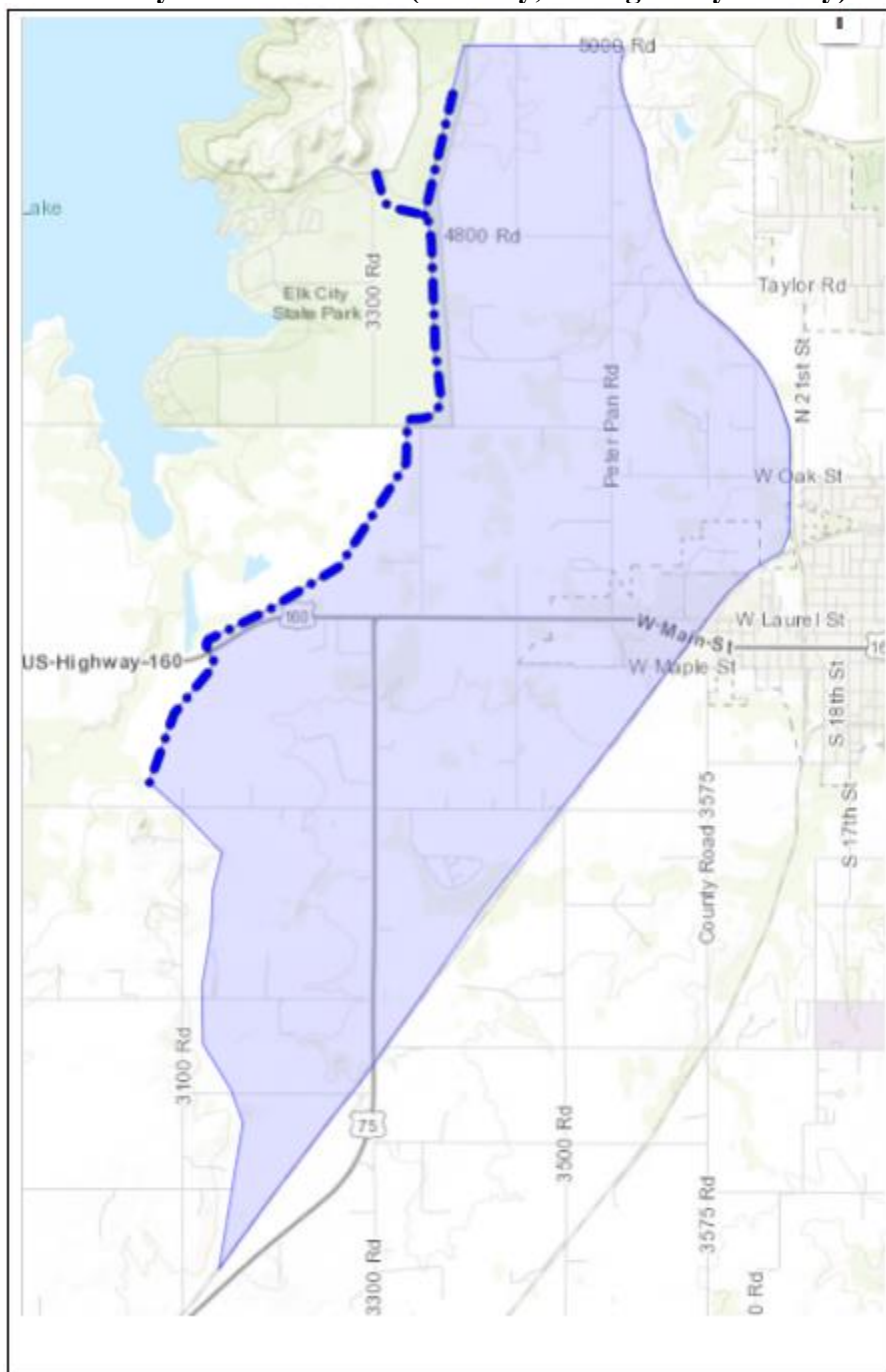 5000 Rd
ake
4800 Rd
Elk City
State Park
3300 Rd
Taylor Rd
N 21st St
Peter Pan Rd
W Oak St
160
W-Main-St
W Laurel St
US-Highway-160
W Maple St
16
S 18th St
County Road 3575
S 17th St
3100 Rd
75
3500 Rd
3575 Rd
3300 Rd
0 Rd